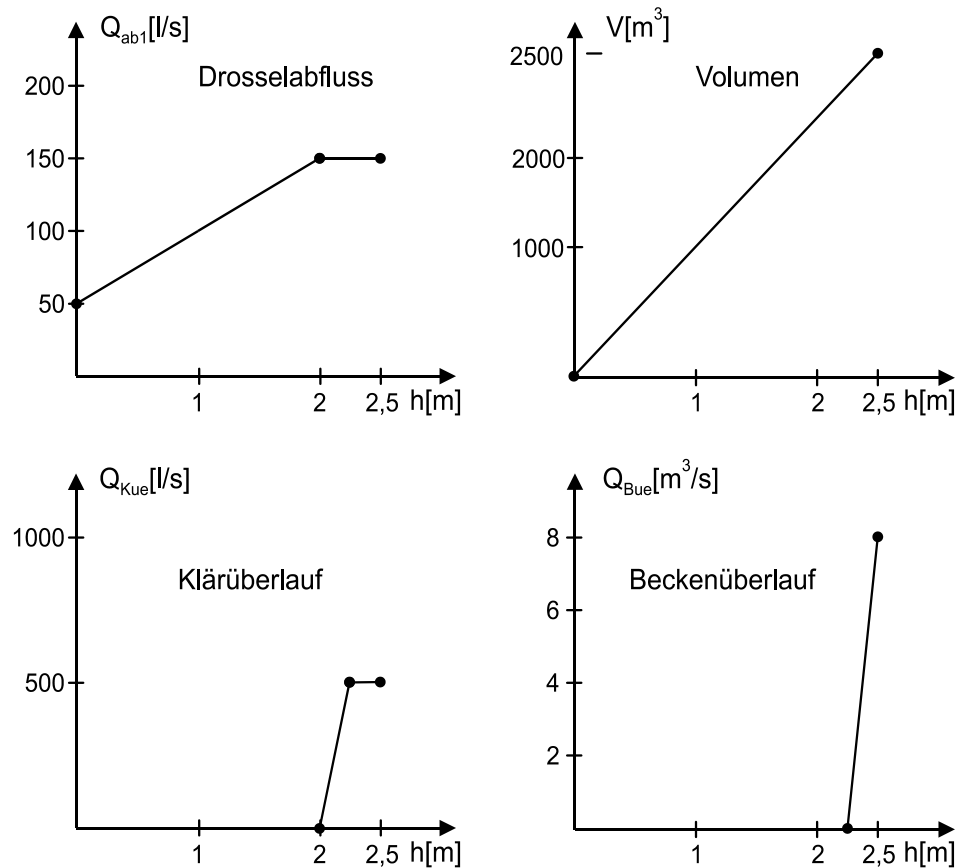 Q_ab1[l/s]
Drosselabfluss
200
150
100
50
1 2 2,5 h[m]
V[m³]
Volumen
2500
2000
1000
1 2 2,5 h[m]
Q_Kue[l/s]
1000
Klärüberlauf
500
1 2 2,5 h[m]
Q_Bue[m³/s]
8
Beckenüberlauf
6
4
2
1 2 2,5 h[m]